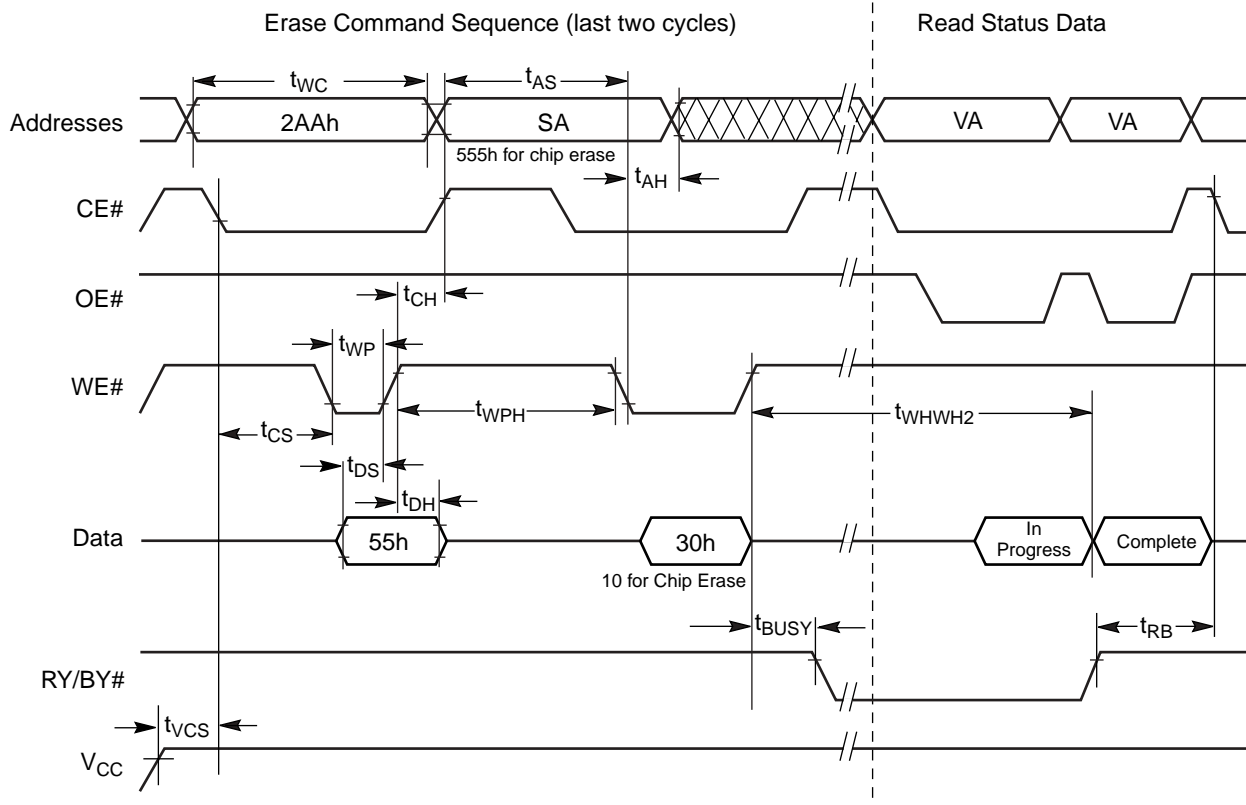 Erase Command Sequence (last two cycles)
Read Status Data
tWC
tAS
Addresses
2AAh
SA
VA
VA
555h for chip erase
tAH
CE#
OE#
tCH
tWP
WE#
tWPH
tWHWH2
tCS
tDS
tDH
Data
55h
30h
In
Progress
Complete
10 for Chip Erase
tBUSY
tRB
RY/BY#
tVCS
VCC